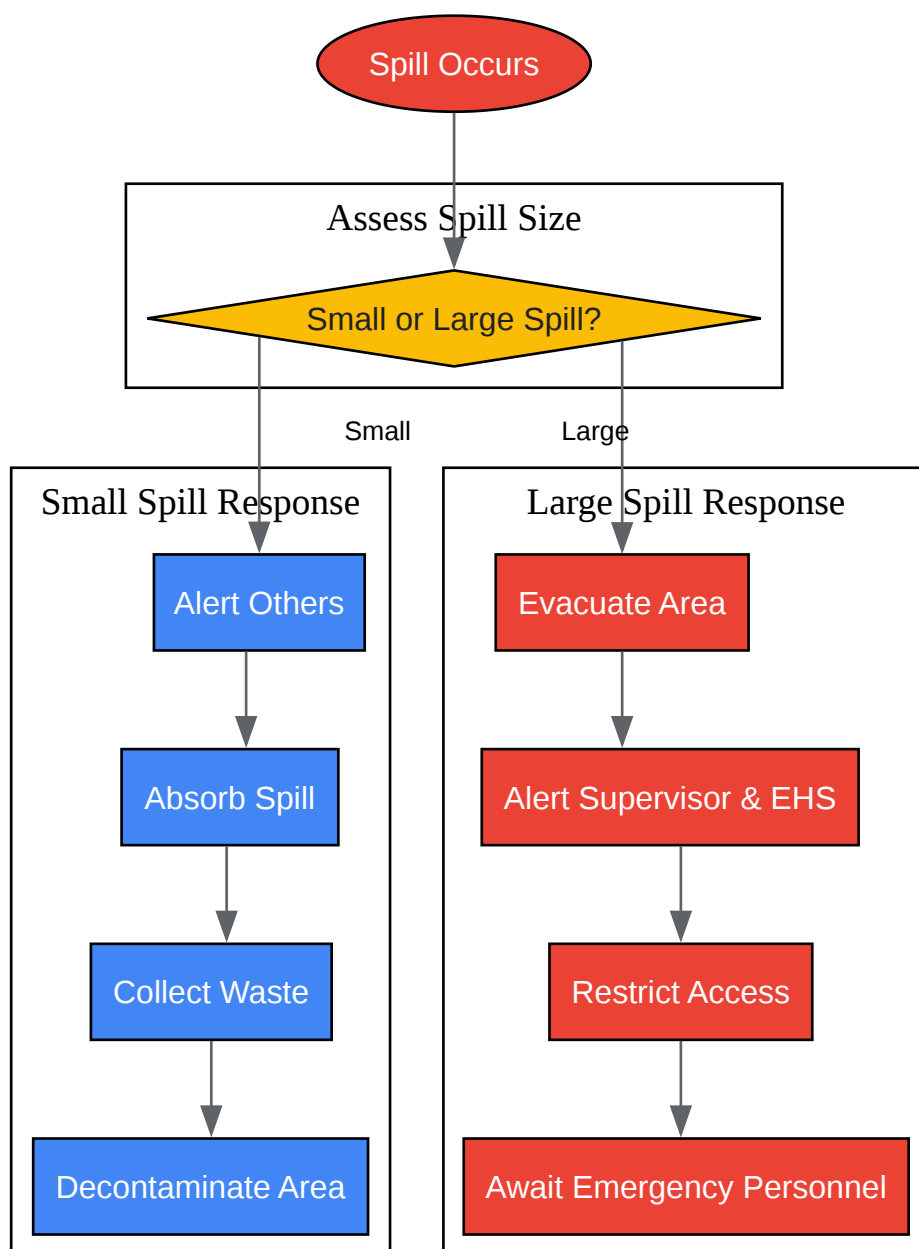 Spill Occurs
Assess Spill Size
Small or Large Spill?
Small
Large
Small Spill Response
Alert Others
Absorb Spill
Collect Waste
Decontaminate Area
Large Spill Response
Evacuate Area
Alert Supervisor & EHS
Restrict Access
Await Emergency Personnel